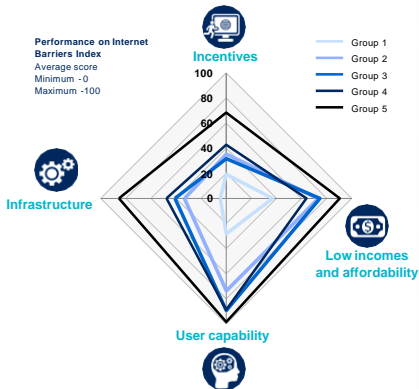 Performance on Internet
Barriers Index
Average score
Minimum - 0
Maximum -100
Incentives
Group 1
Group 2
Group 3
Group 4
Group 5
100
80
60
40
20
0
Infrastructure
Low incomes
and affordability
User capability
$